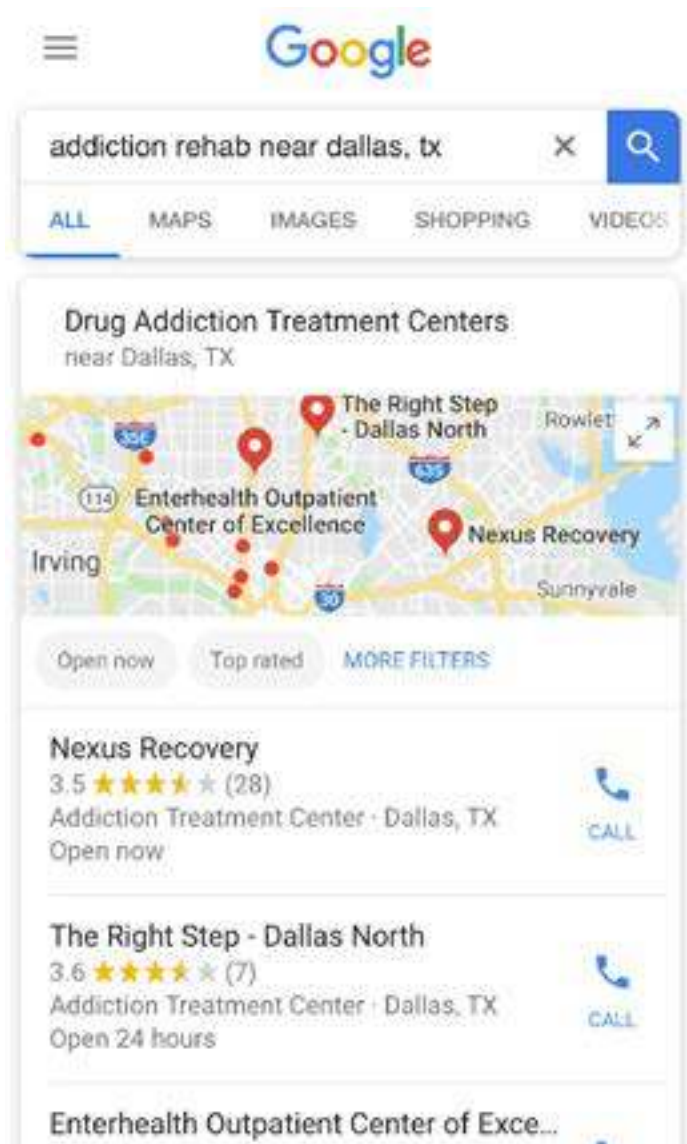 Google
addiction rehab near dallas, tx
ALL MAPS IMAGES SHOPPING VIDEOS
Drug Addiction Treatment Centers
near Dallas, TX
The Right Step
- Dallas North
Rowlet
35E
635
114
Enterhealth Outpatient
Center of Excellence
Nexus Recovery
Irving
30
Sunnyvale
Open now Top rated MORE FILTERS
Nexus Recovery
3.5 ★★★★★ (28)
Addiction Treatment Center · Dallas, TX
Open now
CALL
The Right Step - Dallas North
3.6 ★★★★★ (7)
Addiction Treatment Center · Dallas, TX
Open 24 hours
CALL
Enterhealth Outpatient Center of Exce...